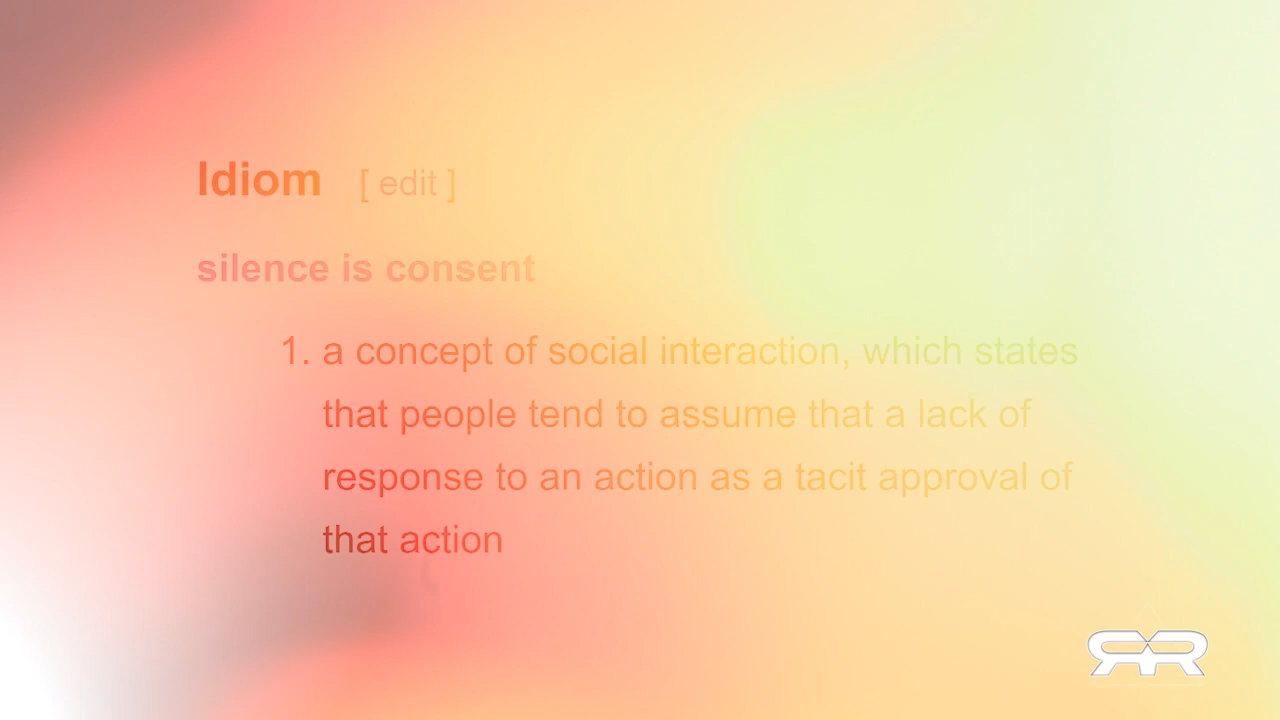 Idiom [ edit ]
silence is consent
1. a concept of social interaction, which states
that people tend to assume that a lack of
response to an action as a tacit approval of
that action
RR